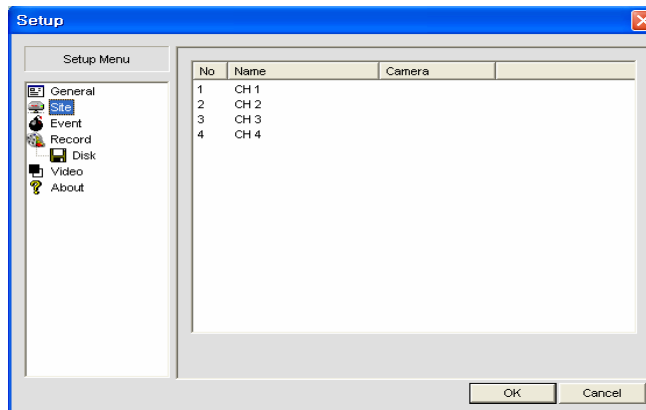 Setup
Setup Menu
General
Site
Event
Record
Disk
Video
About
No Name Camera
1 CH 1
2 CH 2
3 CH 3
4 CH 4
OK Cancel